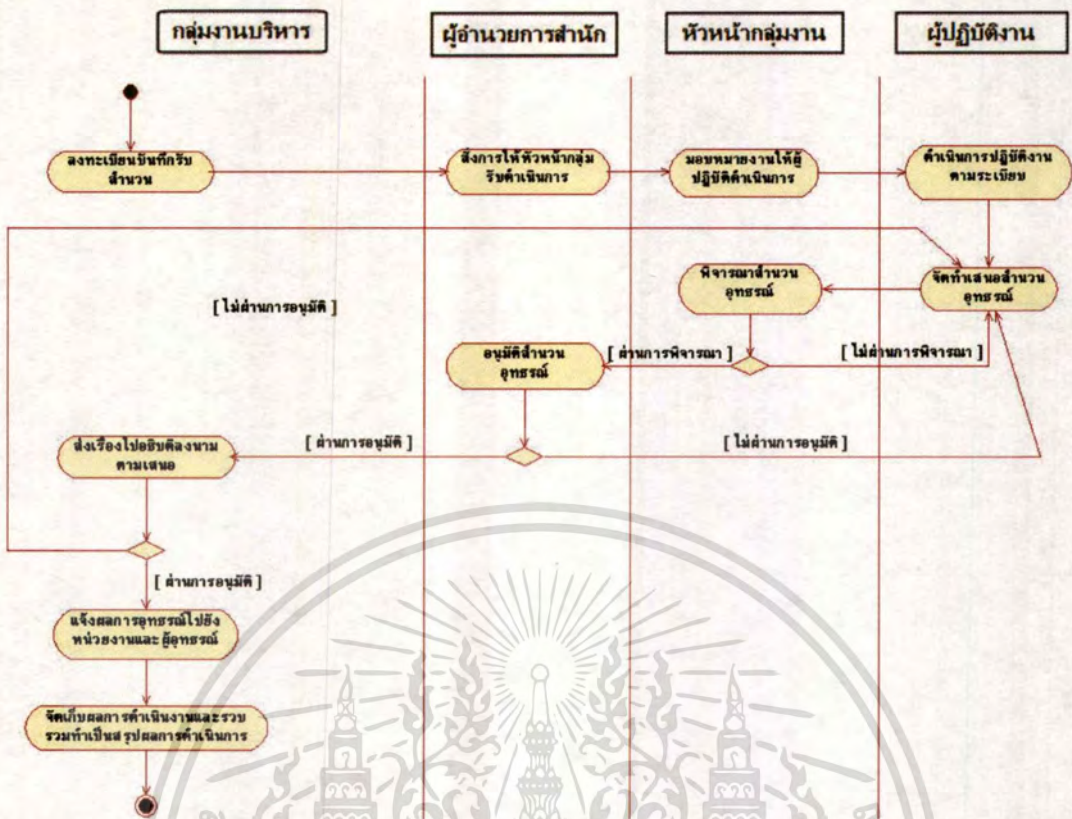 กลุ่มงานบริหาร
ผู้อำนวยการสำนัก
หัวหน้ากลุ่มงาน
ผู้ปฏิบัติงาน
ลงทะเบียนบันทึกรับ
สำนวน
สั่งการให้หัวหน้ากลุ่ม
รับดำเนินการ
มอบหมายงานให้ผู้
ปฏิบัติดำเนินการ
ดำเนินการปฏิบัติงาน
ตามระเบียบ
พิจารณาสำนวน
อุทธรณ์
จัดทำเสนอสำนวน
อุทธรณ์
[ ไม่ผ่านการอนุมัติ ]
อนุมัติสำนวน
อุทธรณ์
[ ผ่านการพิจารณา ]
[ ไม่ผ่านการพิจารณา ]
ส่งเรื่องไปอธิบดีลงนาม
ตามเสนอ
[ ผ่านการอนุมัติ ]
[ ไม่ผ่านการอนุมัติ ]
[ ผ่านการอนุมัติ ]
แจ้งผลการอุทธรณ์ไปยัง
หน่วยงานและผู้อุทธรณ์
จัดเก็บผลการดำเนินงานและรวบ
รวมทำเป็นสรุปผลการดำเนินการ